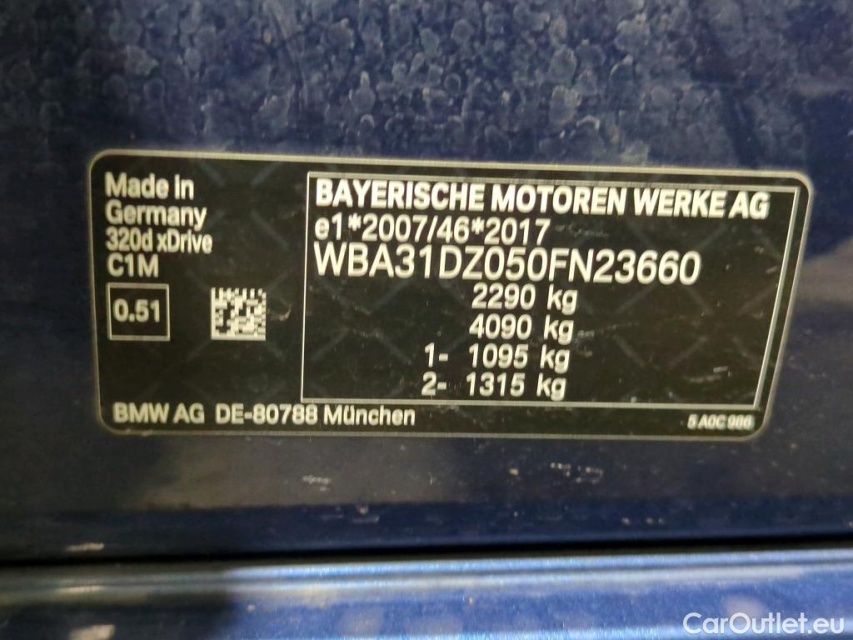 Made in
Germany
320d xDrive
C1M
0.51
BAYERISCHE MOTOREN WERKE AG
e1*2007/46*2017
WBA31DZ050FN23660
2290 kg
4090 kg
1- 1095 kg
2- 1315 kg
BMW AG DE-80788 München
5 A0C 986
CarOutlet.eu